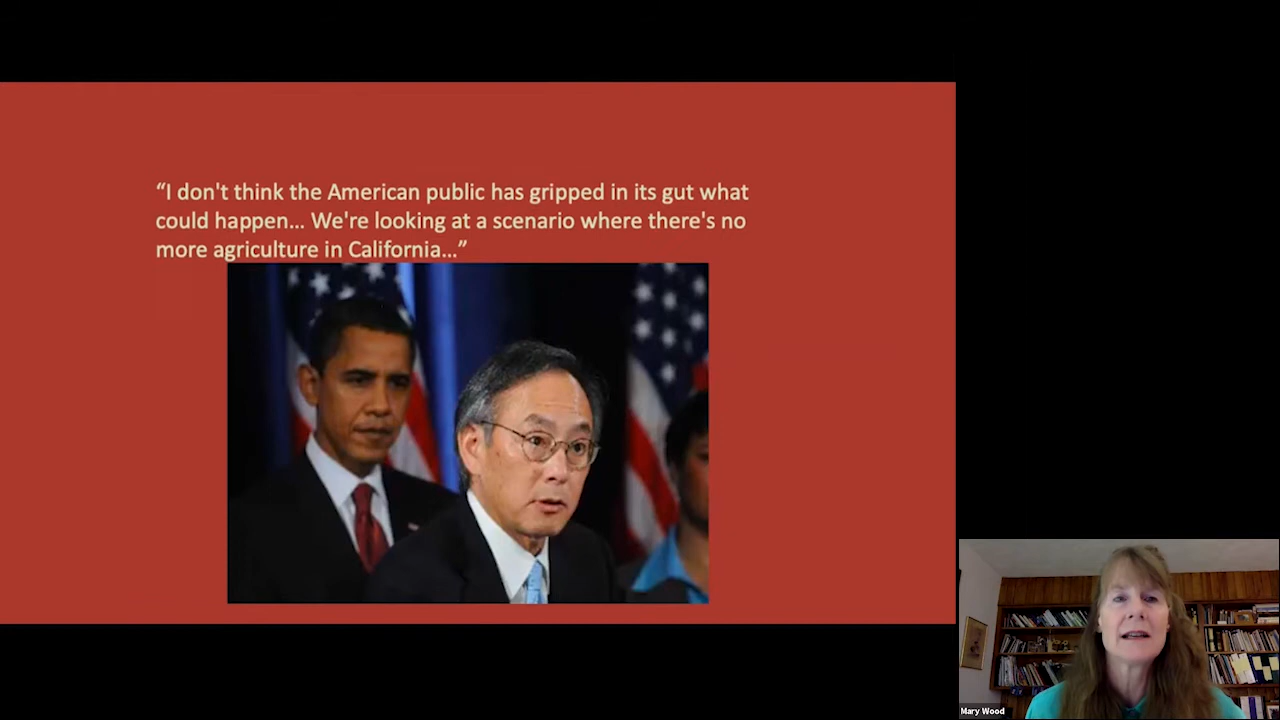 “I don't think the American public has gripped in its gut what
could happen... We're looking at a scenario where there's no
more agriculture in California...”
Mary Wood